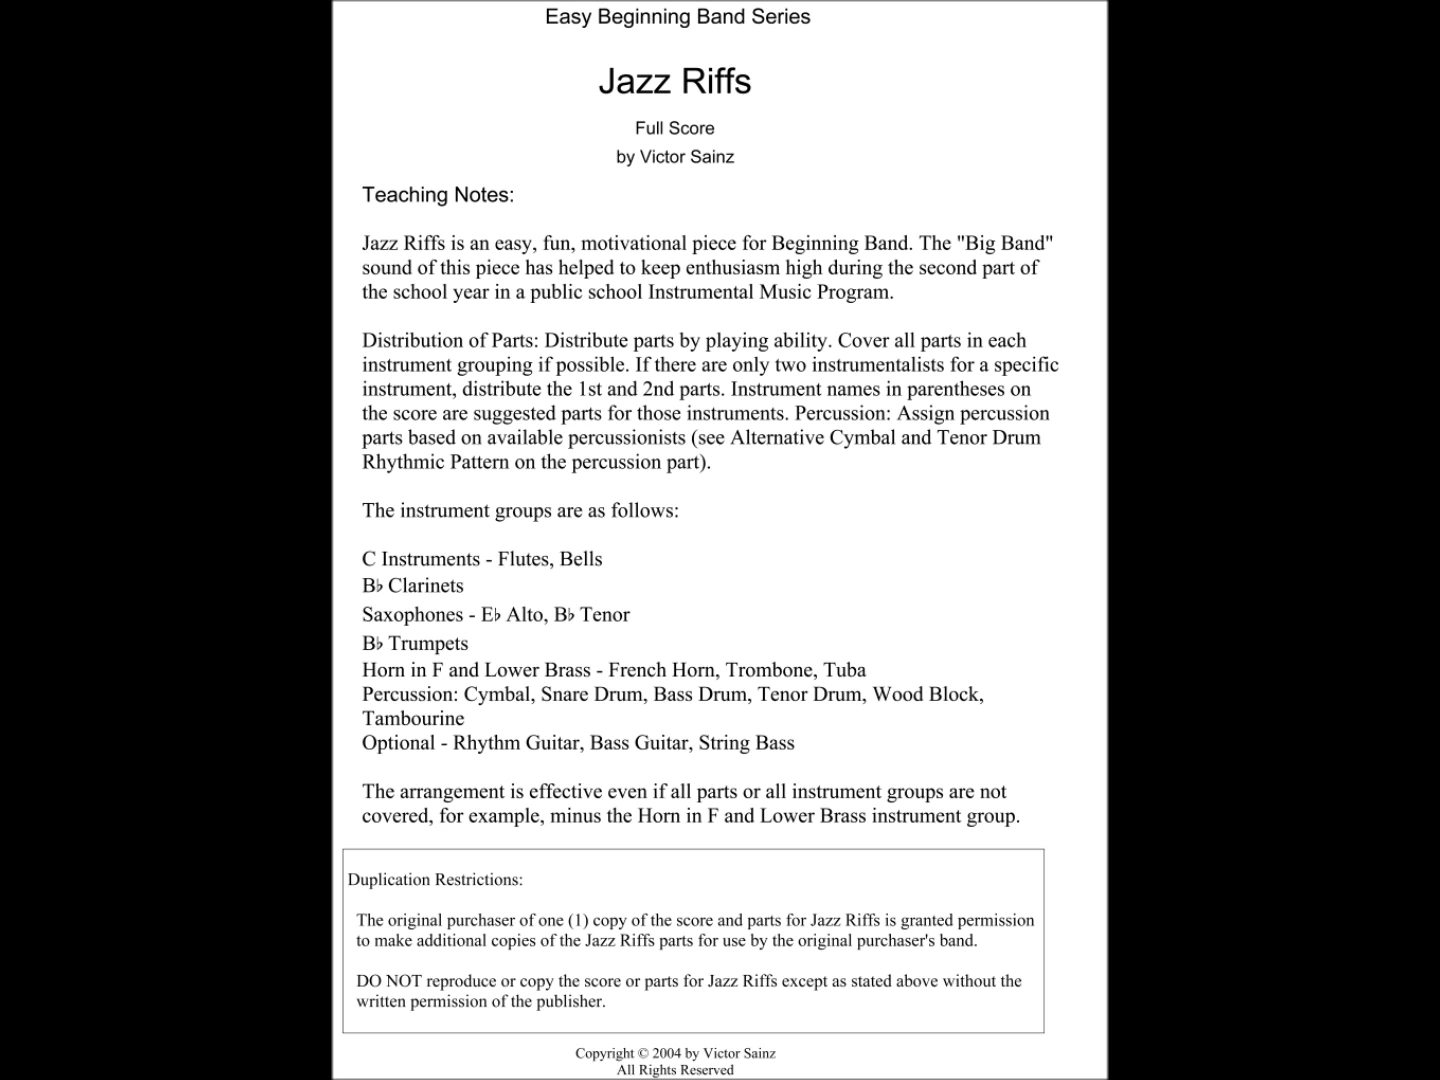 Easy Beginning Band Series
Jazz Riffs
Full Score
by Victor Sainz
Teaching Notes:
Jazz Riffs is an easy, fun, motivational piece for Beginning Band. The "Big Band"
sound of this piece has helped to keep enthusiasm high during the second part of
the school year in a public school Instrumental Music Program.
Distribution of Parts: Distribute parts by playing ability. Cover all parts in each
instrument grouping if possible. If there are only two instrumentalists for a specific
instrument, distribute the 1st and 2nd parts. Instrument names in parentheses on
the score are suggested parts for those instruments. Percussion: Assign percussion
parts based on available percussionists (see Alternative Cymbal and Tenor Drum
Rhythmic Pattern on the percussion part).
The instrument groups are as follows:
C Instruments - Flutes, Bells
B♭ Clarinets
Saxophones - E♭ Alto, B♭ Tenor
B♭ Trumpets
Horn in F and Lower Brass - French Horn, Trombone, Tuba
Percussion: Cymbal, Snare Drum, Bass Drum, Tenor Drum, Wood Block,
Tambourine
Optional - Rhythm Guitar, Bass Guitar, String Bass
The arrangement is effective even if all parts or all instrument groups are not
covered, for example, minus the Horn in F and Lower Brass instrument group.
Duplication Restrictions:
The original purchaser of one (1) copy of the score and parts for Jazz Riffs is granted permission
to make additional copies of the Jazz Riffs parts for use by the original purchaser's band.
DO NOT reproduce or copy the score or parts for Jazz Riffs except as stated above without the
written permission of the publisher.
Copyright © 2004 by Victor Sainz
All Rights Reserved